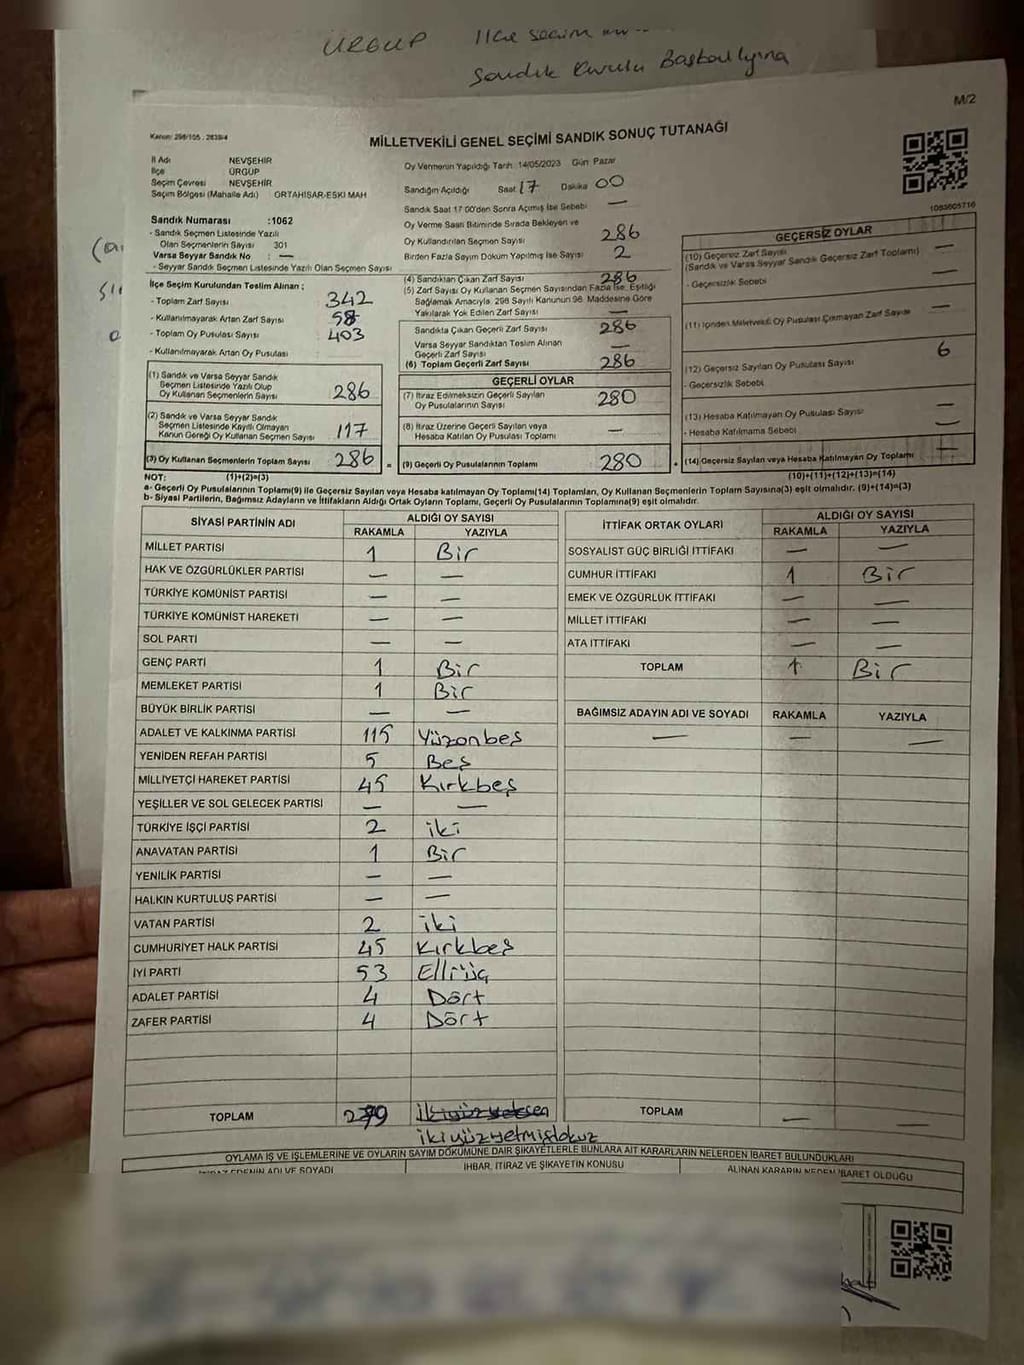 ÜRGÜP İlçe seçim
Sandık Kurulu Başkanlığına
M/2
Kanun: 298/105, 2839/4
MİLLETVEKİLİ GENEL SEÇİMİ SANDIK SONUÇ TUTANAĞI
İl Adı NEVŞEHİR
İlçe ÜRGÜP
Seçim Çevresi NEVŞEHİR
Seçim Bölgesi (Mahalle Adı) ORTAHİSAR-ESKİ MAH
Sandık Numarası :1062
- Sandık Seçmen Listesinde Yazılı
Olan Seçmenlerin Sayısı 301
Varsa Seyyar Sandık No : —
- Seyyar Sandık Seçmen Listesinde Yazılı Olan Seçmen Sayısı
İlçe Seçim Kurulundan Teslim Alınan ;
- Toplam Zarf Sayısı 342
- Kullanılmayarak Artan Zarf Sayısı 58
- Toplam Oy Pusulası Sayısı 403
- Kullanılmayarak Artan Oy Pusulası
(1) Sandık ve Varsa Seyyar Sandık
Seçmen Listesinde Yazılı Olup
Oy Kullanan Seçmenlerin Sayısı 286
(2) Sandık ve Varsa Seyyar Sandık
Seçmen Listesinde Kayıtlı Olmayan
Kanun Gereği Oy Kullanan Seçmen Sayısı 117
(3) Oy Kullanan Seçmenlerin Toplam Sayısı 286 =
Oy Vermenin Yapıldığı Tarih: 14/05/2023 Gün: Pazar
Sandığın Açıldığı Saat 17 Dakika 00
Sandık Saat 17:00'den Sonra Açılmış İse Sebebi —
Oy Verme Saati Bitiminde Sırada Bekleyen ve
Oy Kullandırılan Seçmen Sayısı 286
Birden Fazla Sayım Döküm Yapılmış İse Sayısı 2
(4) Sandıktan Çıkan Zarf Sayısı 286
(5) Zarf Sayısı Oy Kullanan Seçmen Sayısından Fazla İse, Eşitliği
Sağlamak Amacıyla, 298 Sayılı Kanunun 98. Maddesine Göre
Yakılarak Yok Edilen Zarf Sayısı —
Sandıkta Çıkan Geçerli Zarf Sayısı 286
Varsa Seyyar Sandıktan Teslim Alınan
Geçerli Zarf Sayısı —
(6) Toplam Geçerli Zarf Sayısı 286
GEÇERLİ OYLAR
(7) İtiraz Edilmeksizin Geçerli Sayılan
Oy Pusulalarının Sayısı 280
(8) İtiraz Üzerine Geçerli Sayılan veya
Hesaba Katılan Oy Pusulası Toplamı —
(9) Geçerli Oy Pusulalarının Toplamı 280 +
1093605716
GEÇERSİZ OYLAR
(10) Geçersiz Zarf Sayısı
(Sandık ve Varsa Seyyar Sandık Geçersiz Zarf Toplamı) —
- Geçersizlik Sebebi —
(11) İçinden Milletvekili Oy Pusulası Çıkmayan Zarf Sayısı —
(12) Geçersiz Sayılan Oy Pusulası Sayısı 6
- Geçersizlik Sebebi
(13) Hesaba Katılmayan Oy Pusulası Sayısı —
- Hesaba Katılmama Sebebi —
(14) Geçersiz Sayılan veya Hesaba Katılmayan Oy Toplamı
NOT: (1)+(2)=(3) (10)+(11)+(12)+(13)=(14)
a- Geçerli Oy Pusulalarının Toplamı(9) ile Geçersiz Sayılan veya Hesaba katılmayan Oy Toplamı(14) Toplamları, Oy Kullanan Seçmenlerin Toplam Sayısına(3) eşit olmalıdır. (9)+(14)=(3)
b- Siyasi Partilerin, Bağımsız Adayların ve İttifakların Aldığı Ortak Oyların Toplamı, Geçerli Oy Pusulalarının Toplamına(9) eşit olmalıdır.
SİYASİ PARTİNİN ADI ALDIĞI OY SAYISI
RAKAMLA YAZIYLA
MİLLET PARTİSİ 1 Bir
HAK VE ÖZGÜRLÜKLER PARTİSİ — —
TÜRKİYE KOMÜNİST PARTİSİ — —
TÜRKİYE KOMÜNİST HAREKETİ — —
SOL PARTİ — —
GENÇ PARTİ 1 Bir
MEMLEKET PARTİSİ 1 Bir
BÜYÜK BİRLİK PARTİSİ — —
ADALET VE KALKINMA PARTİSİ 115 Yüzonbeş
YENİDEN REFAH PARTİSİ 5 Beş
MİLLİYETÇİ HAREKET PARTİSİ 45 Kırkbeş
YEŞİLLER VE SOL GELECEK PARTİSİ — —
TÜRKİYE İŞÇİ PARTİSİ 2 iki
ANAVATAN PARTİSİ 1 Bir
YENİLİK PARTİSİ — —
HALKIN KURTULUŞ PARTİSİ — —
VATAN PARTİSİ 2 iki
CUMHURİYET HALK PARTİSİ 45 Kırkbeş
İYİ PARTİ 53 Elliüç
ADALET PARTİSİ 4 Dört
ZAFER PARTİSİ 4 Dört
TOPLAM 279 ikiyüzseksen
ikiyüzyetmişdokuz
İTTİFAK ORTAK OYLARI ALDIĞI OY SAYISI
RAKAMLA YAZIYLA
SOSYALİST GÜÇ BİRLİĞİ İTTİFAKI — —
CUMHUR İTTİFAKI 1 Bir
EMEK VE ÖZGÜRLÜK İTTİFAKI — —
MİLLET İTTİFAKI — —
ATA İTTİFAKI — —
TOPLAM 1 Bir
BAĞIMSIZ ADAYIN ADI VE SOYADI RAKAMLA YAZIYLA
— — —
TOPLAM — —
OYLAMA İŞ VE İŞLEMLERİNE VE OYLARIN SAYIM DÖKÜMÜNE DAİR ŞİKAYETLERLE BUNLARA AİT KARARLARIN NELERDEN İBARET BULUNDUKLARI
İTİRAZ EDENİN ADI VE SOYADI İHBAR, İTİRAZ VE ŞİKAYETİN KONUSU ALINAN KARARIN NEDEN İBARET OLDUĞU